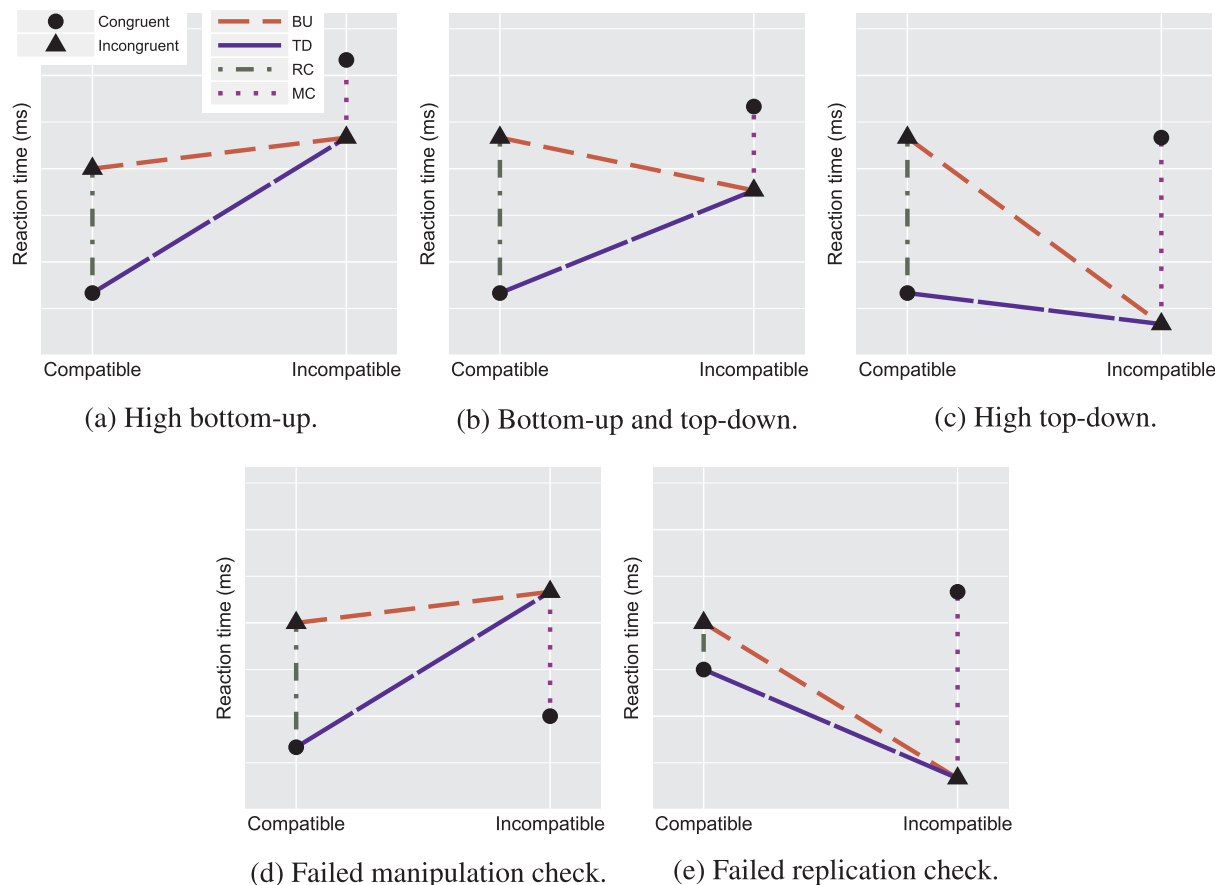 Congruent
Incongruent
BU
TD
RC
MC
Reaction time (ms)
Compatible Incompatible
(a) High bottom-up.
Reaction time (ms)
Compatible Incompatible
(b) Bottom-up and top-down.
Reaction time (ms)
Compatible Incompatible
(c) High top-down.
Reaction time (ms)
Compatible Incompatible
(d) Failed manipulation check.
Reaction time (ms)
Compatible Incompatible
(e) Failed replication check.